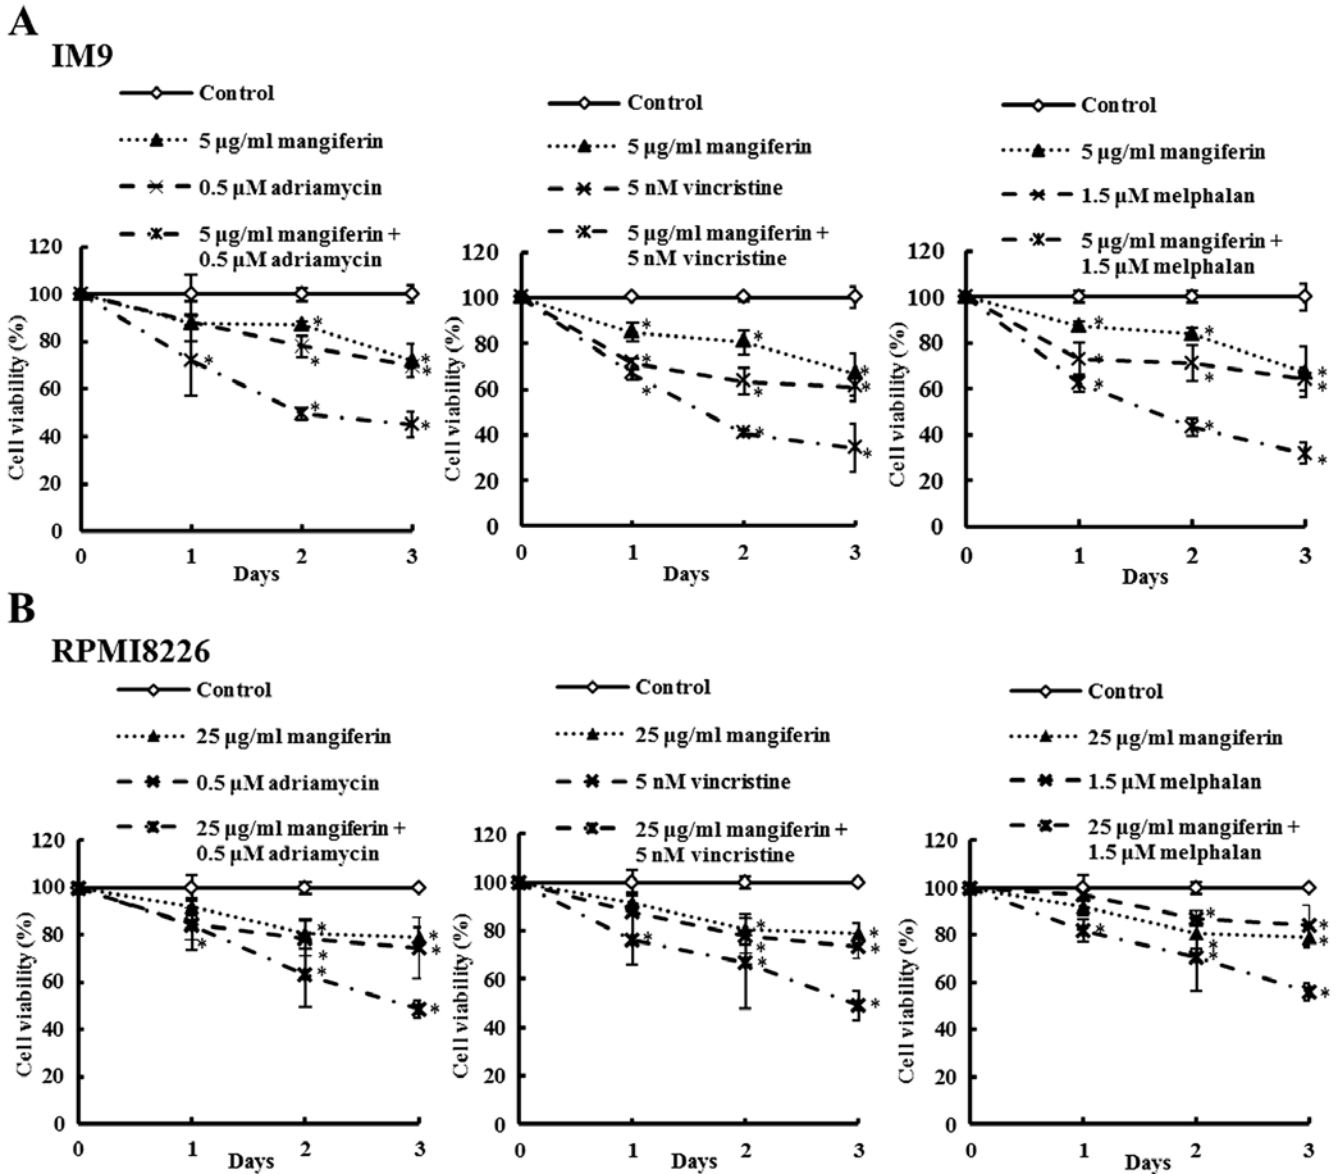 A
IM9
Control
5 µg/ml mangiferin
0.5 µM adriamycin
5 µg/ml mangiferin +
0.5 µM adriamycin
120
100
80
60
40
20
0
Cell viability (%)
0 1 2 3
Days
* * * * * * *
Control
5 µg/ml mangiferin
5 nM vincristine
5 µg/ml mangiferin +
5 nM vincristine
120
100
80
60
40
20
0
Cell viability (%)
0 1 2 3
Days
* * * * * * * * *
Control
5 µg/ml mangiferin
1.5 µM melphalan
5 µg/ml mangiferin +
1.5 µM melphalan
120
100
80
60
40
20
0
Cell viability (%)
0 1 2 3
Days
* * * * * * * * *
B
RPMI8226
Control
25 µg/ml mangiferin
0.5 µM adriamycin
25 µg/ml mangiferin +
0.5 µM adriamycin
120
100
80
60
40
20
0
Cell viability (%)
0 1 2 3
Days
* * * * * * *
Control
25 µg/ml mangiferin
5 nM vincristine
25 µg/ml mangiferin +
5 nM vincristine
120
100
80
60
40
20
0
Cell viability (%)
0 1 2 3
Days
* * * * * * *
Control
25 µg/ml mangiferin
1.5 µM melphalan
25 µg/ml mangiferin +
1.5 µM melphalan
120
100
80
60
40
20
0
Cell viability (%)
0 1 2 3
Days
* * * * * * *